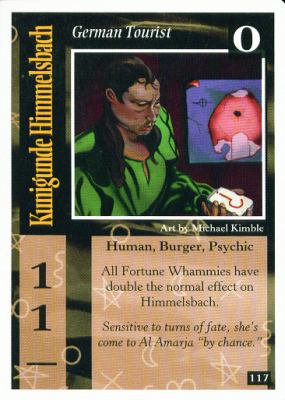 German Tourist
O
Kunigunde Himmelsbach
C
Art by Michael Kimble
Human, Burger, Psychic
All Fortune Whammies have
double the normal effect on
Himmelsbach.
Sensitive to turns of fate, she's
come to Al Amarja "by chance."
1
1
117